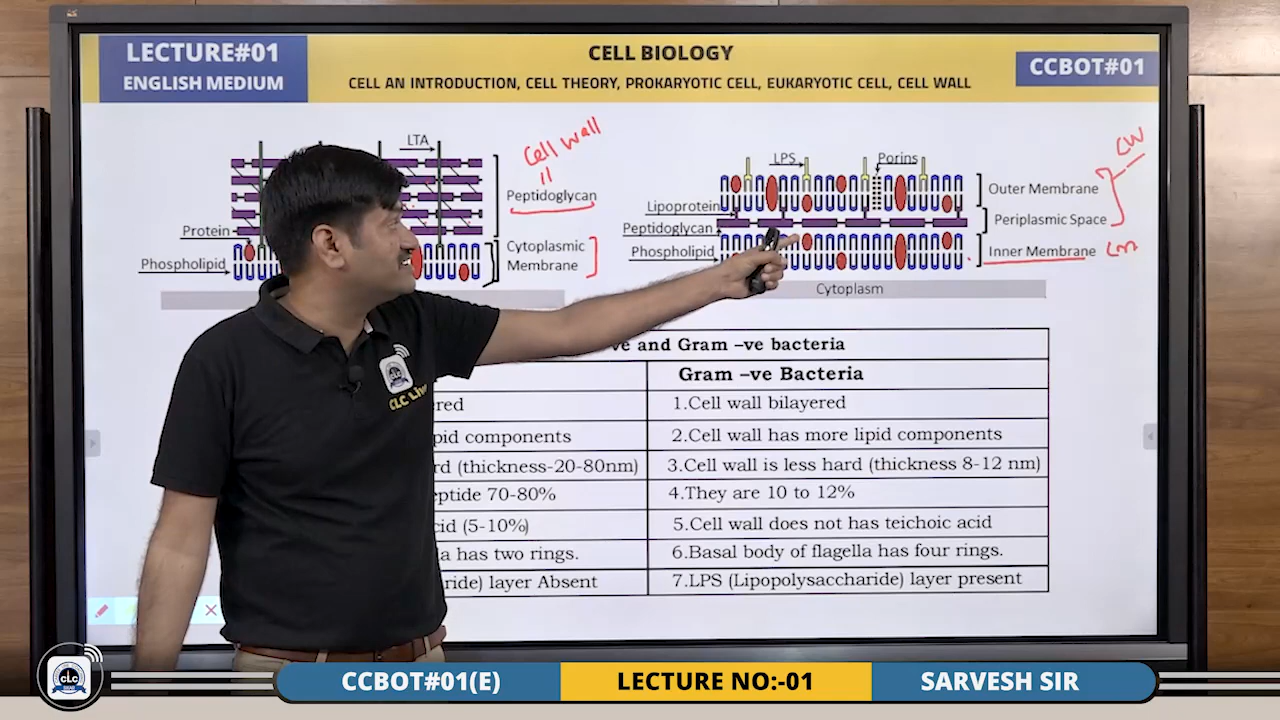 LECTURE#01
ENGLISH MEDIUM
CELL BIOLOGY
CELL AN INTRODUCTION, CELL THEORY, PROKARYOTIC CELL, EUKARYOTIC CELL, CELL WALL
CCBOT#01
LTA
Cell wall
Peptidoglycan
Protein
Cytoplasmic
Membrane
Phospholipid
LPS
Porins
CW
Outer Membrane
Lipoprotein
Periplasmic Space
Peptidoglycan
Phospholipid
Inner Membrane
Cm
Cytoplasm
ve and Gram –ve bacteria
Gram –ve Bacteria
ered
1.Cell wall bilayered
pid components
2.Cell wall has more lipid components
rd (thickness-20-80nm)
3.Cell wall is less hard (thickness 8-12 nm)
eptide 70-80%
4.They are 10 to 12%
cid (5-10%)
5.Cell wall does not has teichoic acid
la has two rings.
6.Basal body of flagella has four rings.
ride) layer Absent
7.LPS (Lipopolysaccharide) layer present
CLC Live
CLC
SIKAR
CCBOT#01(E)
LECTURE NO:-01
SARVESH SIR